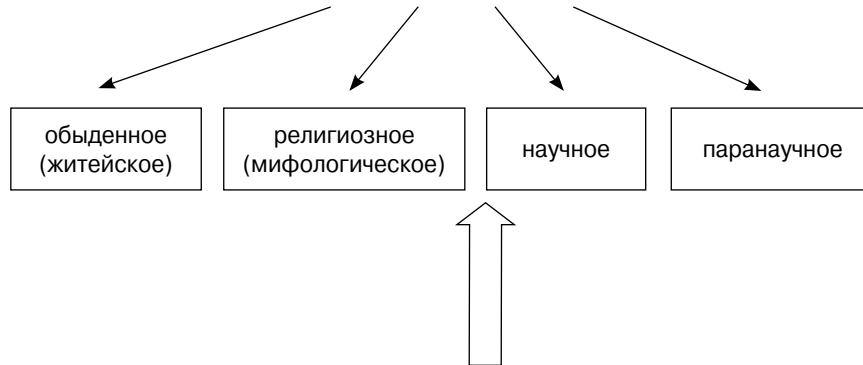 обыденное
(житейское)
религиозное
(мифологическое)
научное
паранаучное